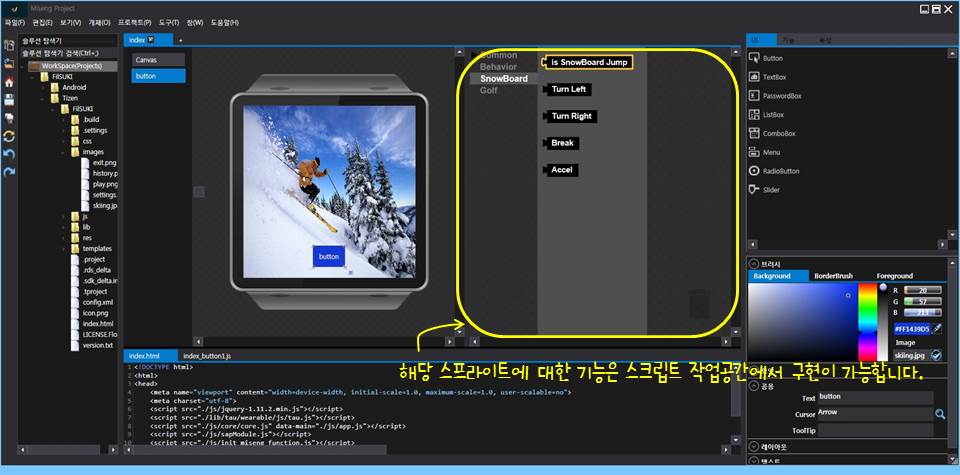 Miseng Project
파일(F) 편집(E) 보기(V) 개체(O) 프로젝트(P) 도구(T) 창(W) 도움말(H)
솔루션 탐색기
솔루션 탐색기 검색(Ctrl+;)
WorkSpace(Projects)
FilSUKI
Android
Tizen
FilSUKI
.build
.settings
css
images
exit.png
history.p
play.png
settings.
skiing.jp
js
lib
res
templates
.project
.rds_delta
.sdk_delta.in
.tproject
config.xml
icon.png
index.html
LICENSE.Flo
version.txt
index
+
Canvas
button
button
Common
Behavior
SnowBoard
Golf
is SnowBoard Jump
Turn Left
Turn Right
Break
Accel
UI 기능 속성
Button
TextBox
PasswordBox
ListBox
ComboBox
Menu
RadioButton
Slider
브러시
Background BorderBrush Foreground
R 20
G 57
B 213
#FF1439D5
Image
skiing.jpg
공용
Text button
Cursor Arrow
ToolTip
레이아웃
텍스트
해당 스프라이트에 대한 기능은 스크립트 작업공간에서 구현이 가능합니다.
index.html index_button1.js
1 <!DOCTYPE html>
2 <html>
3 <head>
4 <meta name="viewport" content="width=device-width, initial-scale=1.0, maximum-scale=1.0, user-scalable=no">
5 <meta charset="utf-8">
6 <script src="./js/jquery-1.11.2.min.js"></script>
7 <script src="./lib/tau/wearable/js/tau.js"></script>
8 <script src="./js/core/core.js" data-main="./js/app.js"></script>
9 <script src="./js/sapModule.js"></script>
10 <script src="./js/init_miseng_function.js"></script>